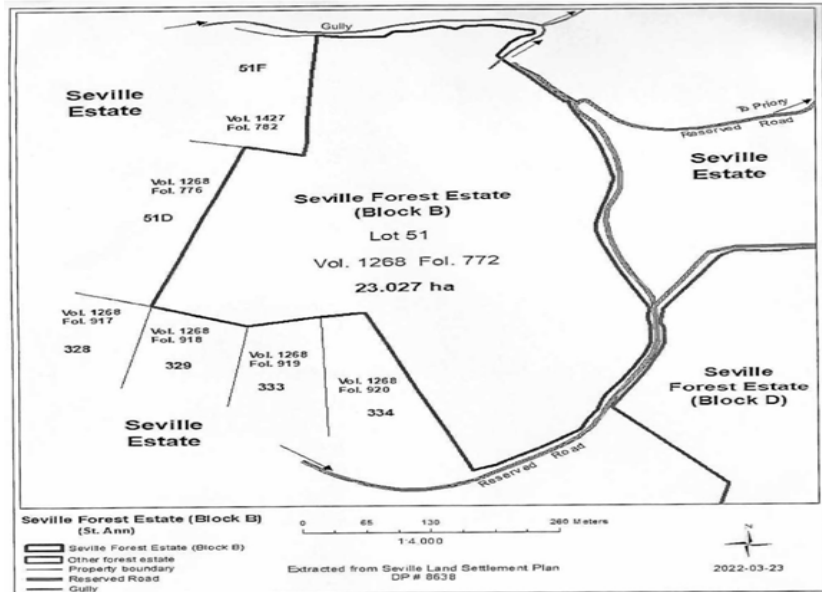 Gully
51F
Seville
Estate
Vol. 1427
Fol. 782
To Priory
Reserved Road
Seville
Estate
Vol. 1268
Fol. 776
51D
Seville Forest Estate
(Block B)
Lot 51
Vol. 1268 Fol. 772
23.027 ha
Vol. 1268
Fol. 917
328
Vol. 1268
Fol. 918
329
Vol. 1268
Fol. 919
333
Vol. 1268
Fol. 920
334
Seville
Forest Estate
(Block D)
Seville
Estate
Reserved Road
Seville Forest Estate (Block B)
(St. Ann)
Seville Forest Estate (Block B)
Other forest estate
Property boundary
Reserved Road
Gully
0 65 130 260 Meters
1:4.000
Extracted from Seville Land Settlement Plan
DP # 8638
N
2022-03-23